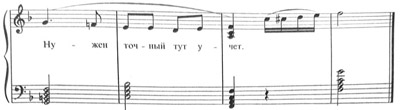 Ну - жен точ - ный тут у - чет.